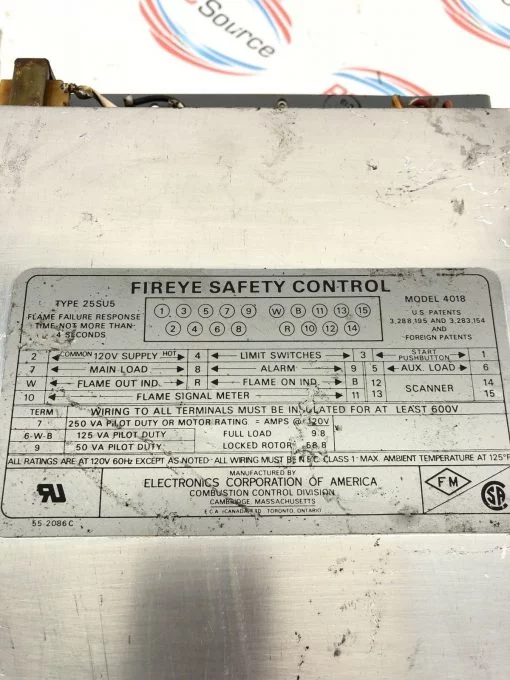 Source
FIREYE SAFETY CONTROL
TYPE 25SU5
FLAME FAILURE RESPONSE
TIME-NOT MORE THAN-
4 SECONDS
1 3 5 7 9 W B 11 13 15
2 4 6 8 R 10 12 14
MODEL 4018
U.S. PATENTS
3,288,195 AND 3,283,154
AND
FOREIGN PATENTS
2 COMMON 120V SUPPLY HOT 4 LIMIT SWITCHES 3 START PUSHBUTTON 1
7 MAIN LOAD 8 ALARM 9 5 AUX. LOAD 6
W FLAME OUT IND. R FLAME ON IND. B 12 SCANNER 14
10 FLAME SIGNAL METER 11 13 15
TERM WIRING TO ALL TERMINALS MUST BE INSULATED FOR AT LEAST 600V
7 250 VA PILOT DUTY OR MOTOR RATING = AMPS @ 120V
6-W-B 125 VA PILOT DUTY FULL LOAD 9.8
9 50 VA PILOT DUTY LOCKED ROTOR 58.8
ALL RATINGS ARE AT 120V 60Hz EXCEPT AS NOTED - ALL WIRING MUST BE N.E.C. CLASS 1 - MAX. AMBIENT TEMPERATURE AT 125°F
MANUFACTURED BY
ELECTRONICS CORPORATION OF AMERICA
COMBUSTION CONTROL DIVISION
CAMBRIDGE, MASSACHUSETTS
E.C.A. (CANADA) LTD. TORONTO, ONTARIO
FM
SA
55-2086C